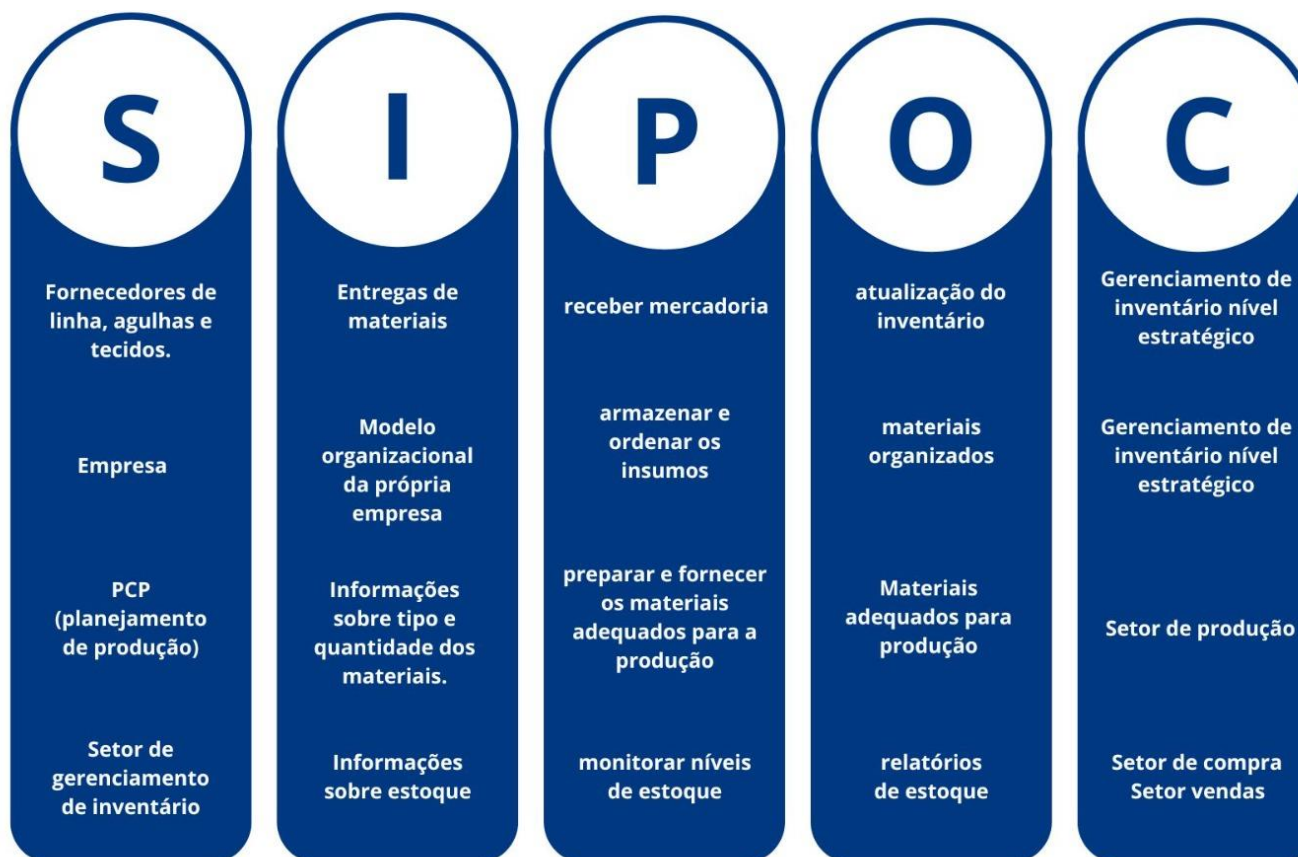 S
Fornecedores de
linha, agulhas e
tecidos.
Empresa
PCP
(planejamento
de produção)
Setor de
gerenciamento
de inventário
I
Entregas de
materiais
Modelo
organizacional
da própria
empresa
Informações
sobre tipo e
quantidade dos
materiais.
Informações
sobre estoque
P
receber mercadoria
armazenar e
ordenar os
insumos
preparar e fornecer
os materiais
adequados para a
produção
monitorar níveis
de estoque
O
atualização do
inventário
materiais
organizados
Materiais
adequados para
produção
relatórios
de estoque
C
Gerenciamento de
inventário nível
estratégico
Gerenciamento de
inventário nível
estratégico
Setor de produção
Setor de compra
Setor vendas